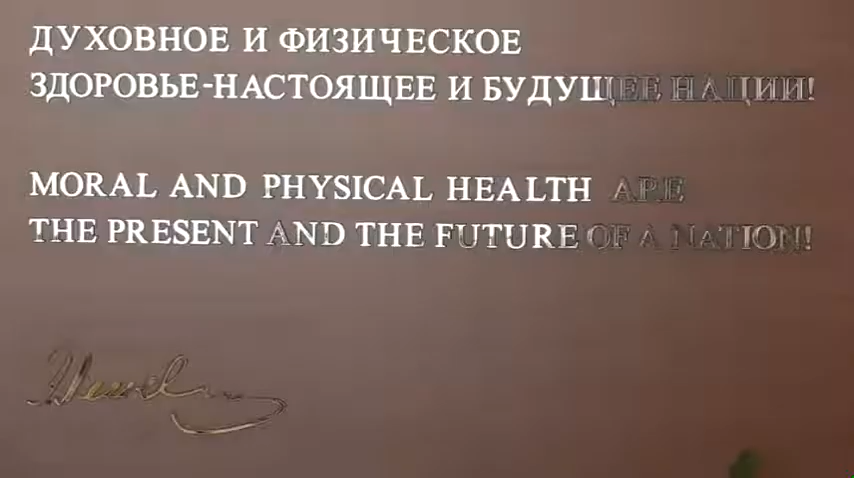 ДУХОВНОЕ И ФИЗИЧЕСКОЕ
ЗДОРОВЬЕ-НАСТОЯЩЕЕ И БУДУЩЕЕ НАЦИИ!
MORAL AND PHYSICAL HEALTH ARE
THE PRESENT AND THE FUTURE OF A NATION!